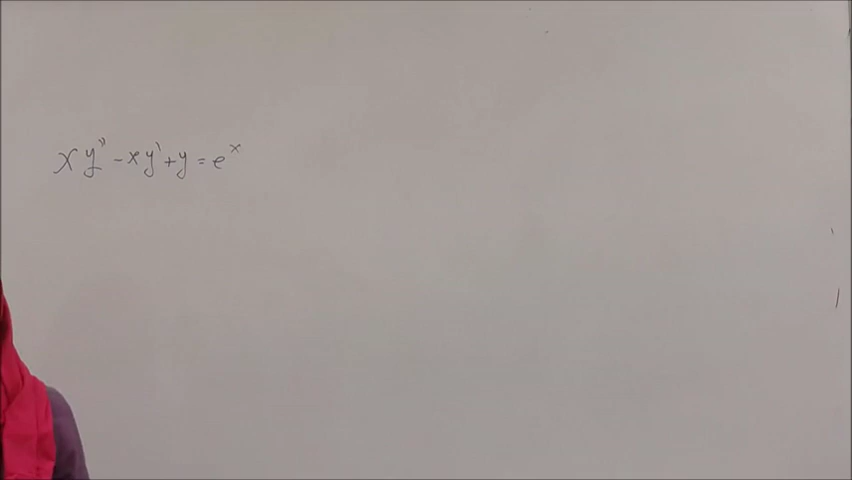 xy'' - xy' + y = e^x